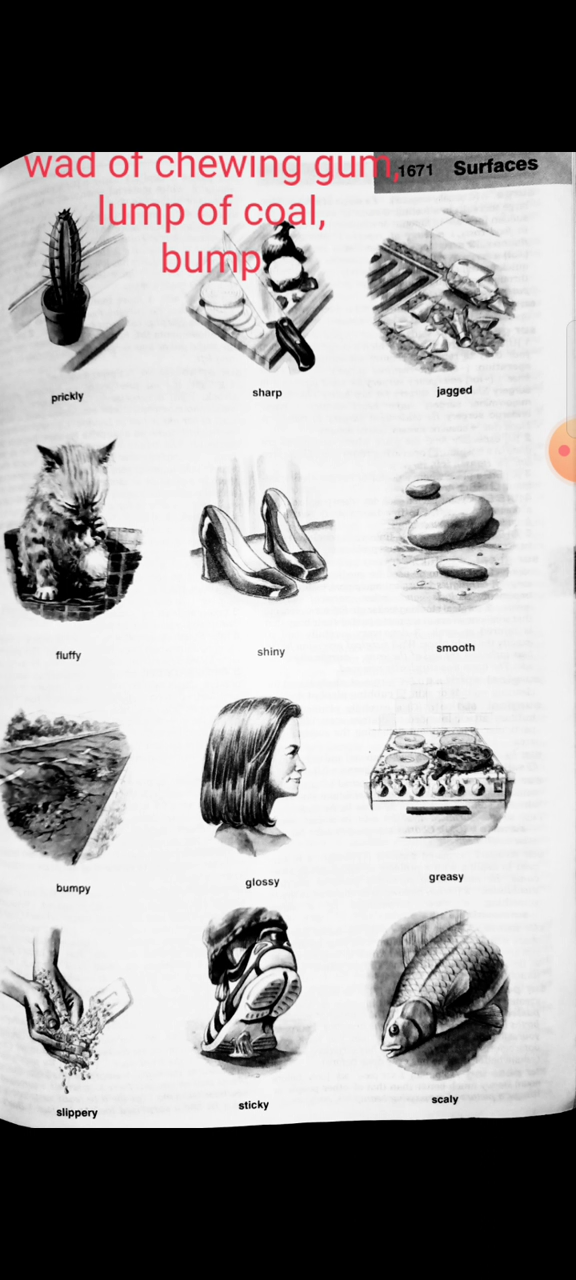 wad of chewing gum,
lump of coal,
bump
1671 Surfaces
prickly
sharp
jagged
fluffy
shiny
smooth
bumpy
glossy
greasy
slippery
sticky
scaly